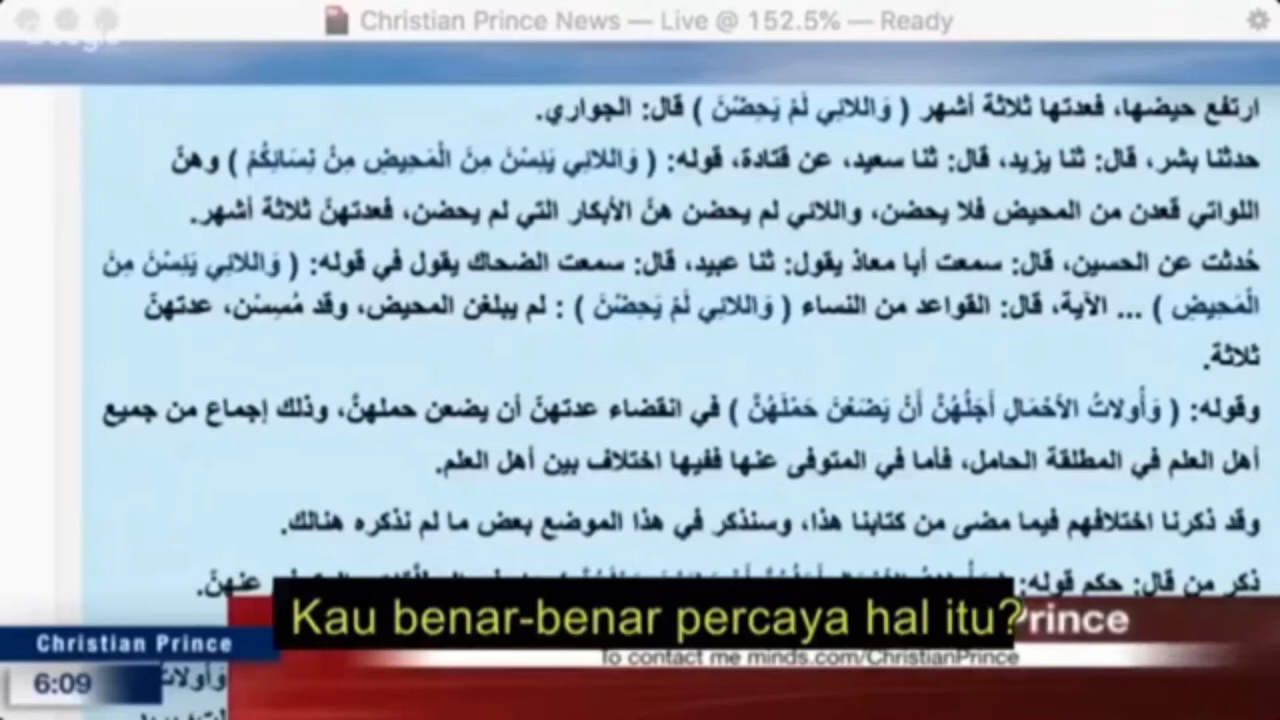 Christian Prince News — Live @ 152.5% — Ready
ارتفع حيضها، فعدتها ثلاثة أشهر ( وَاللائِي لَمْ يَحِضْنَ ) قال: الجواري.
حدثنا بشر، قال: ثنا يزيد، قال: ثنا سعيد، عن قتادة، قوله: ( وَاللائِي يَئِسْنَ مِنَ الْمَحِيضِ مِنْ نِسَائِكُمْ ) وهنّ
اللواتي قعدن من المحيض فلا يحضن، واللائي لم يحضن هنّ الأبكار التي لم يحضن، فعدتهنّ ثلاثة أشهر.
حُدثت عن الحسين، قال: سمعت أبا معاذ يقول: ثنا عبيد، قال: سمعت الضحاك يقول في قوله: ( وَاللائِي يَئِسْنَ مِنَ
الْمَحِيضِ ) ... الآية، قال: القواعد من النساء ( وَاللائِي لَمْ يَحِضْنَ ) : لم يبلغن المحيض، وقد مُسِسْن، عدتهنّ
ثلاثة.
وقوله: ( وَأُولاتُ الأحْمَالِ أَجَلُهُنَّ أَنْ يَضَعْنَ حَمْلَهُنَّ ) في انقضاء عدتهنّ أن يضعن حملهنّ، وذلك إجماع من جميع
أهل العلم في المطلقة الحامل، فأما في المتوفى عنها ففيها اختلاف بين أهل العلم.
وقد ذكرنا اختلافهم فيما مضى من كتابنا هذا، وسنذكر في هذا الموضع بعض ما لم نذكره هنالك.
ذكر من قال: حكم قوله: عنهنّ.
Kau benar-benar percaya hal itu?
Prince
Christian Prince
To contact me minds.com/ChristianPrince
6:09
وَأُولاتُ